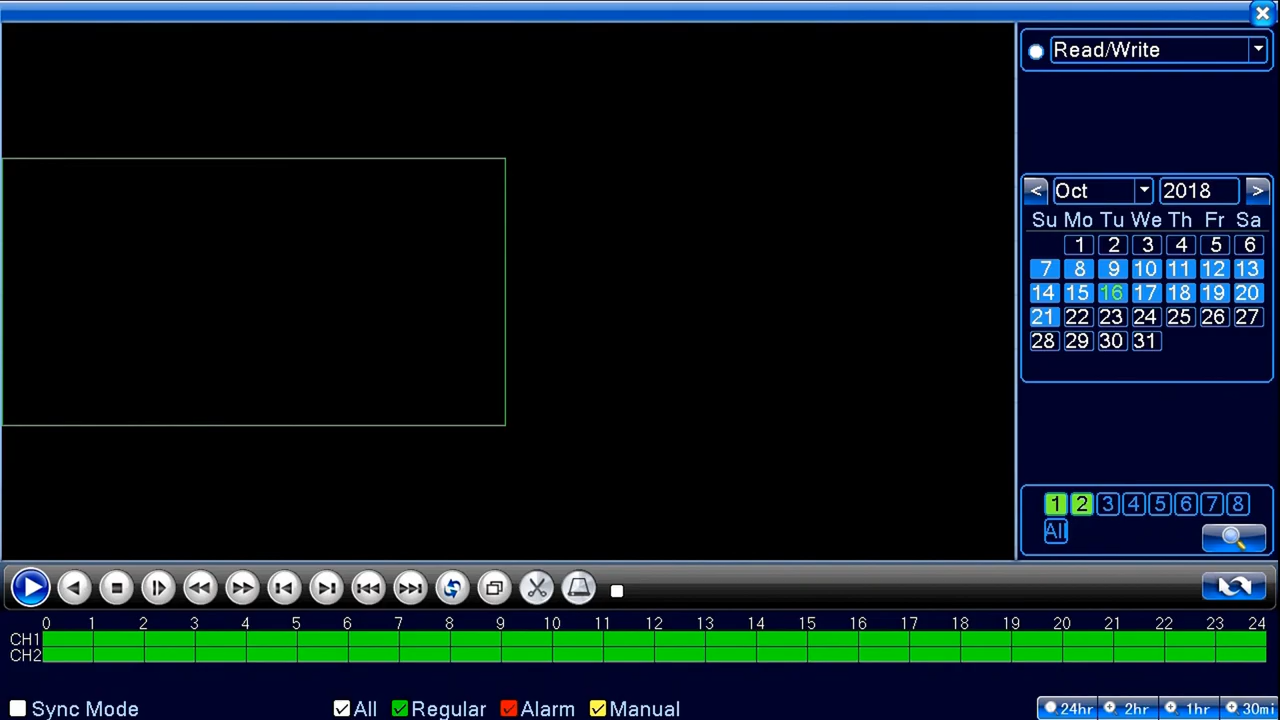 Read/Write
< Oct 2018 >
Su Mo Tu We Th Fr Sa
1 2 3 4 5 6
7 8 9 10 11 12 13
14 15 16 17 18 19 20
21 22 23 24 25 26 27
28 29 30 31
1 2 3 4 5 6 7 8
All
0 1 2 3 4 5 6 7 8 9 10 11 12 13 14 15 16 17 18 19 20 21 22 23 24
CH1
CH2
Sync Mode All Regular Alarm Manual 24hr 2hr 1hr 30mi